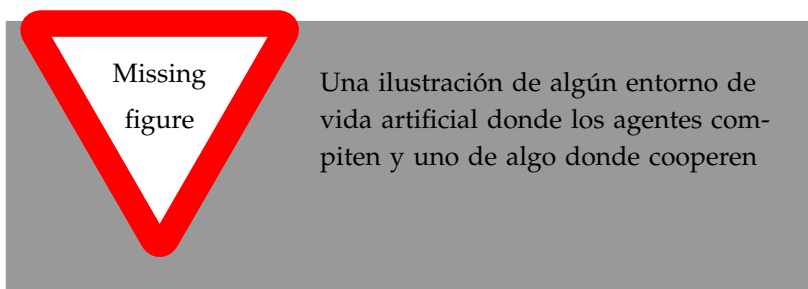 Missing
figure
Una ilustración de algún entorno de
vida artificial donde los agentes com-
piten y uno de algo donde cooperen